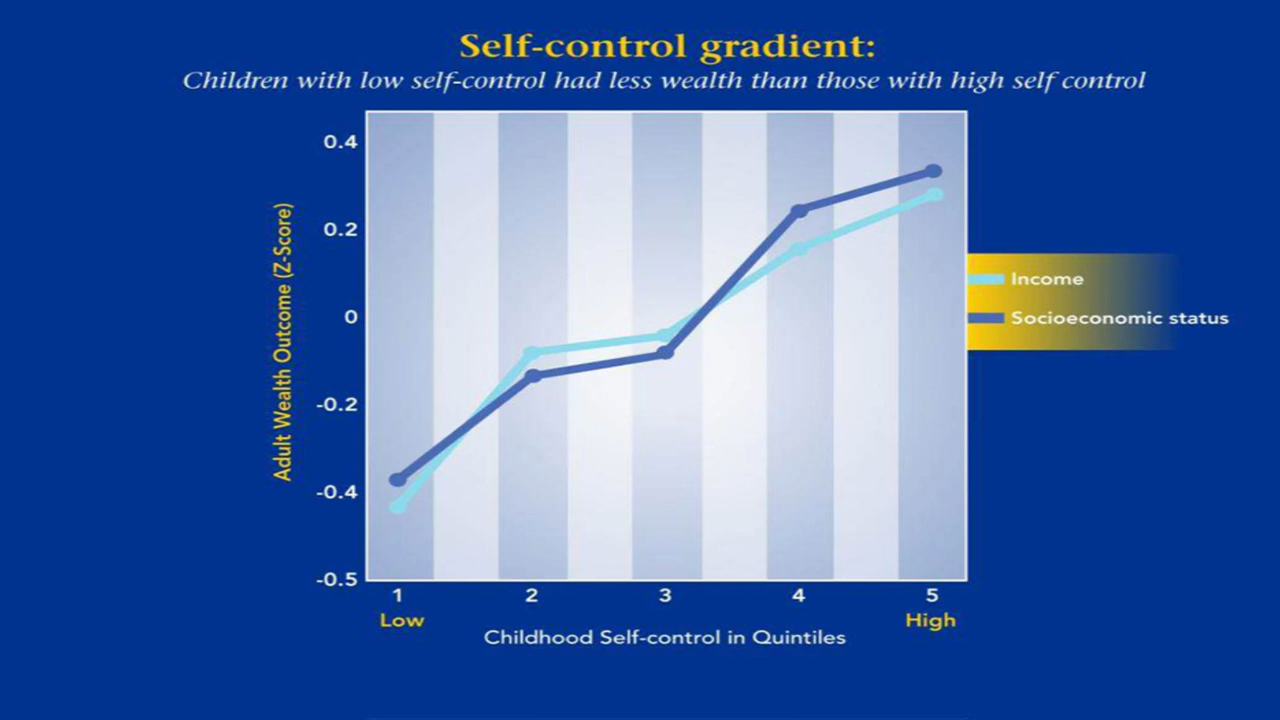 Self-control gradient:
Children with low self-control had less wealth than those with high self control
Adult Wealth Outcome (Z-Score)
0.4
0.2
0
-0.2
-0.4
-0.5
Income
Socioeconomic status
1 2 3 4 5
Low High
Childhood Self-control in Quintiles